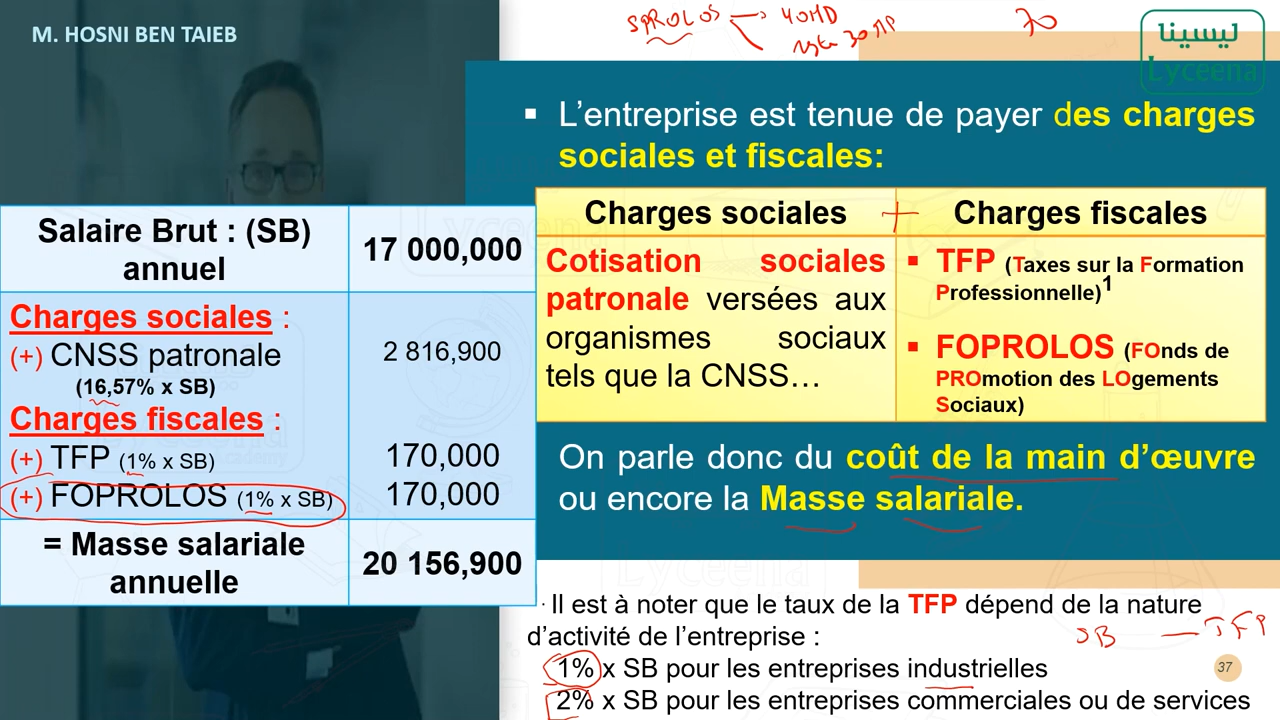 M. HOSNI BEN TAIEB
SPROLOS
40 MD
30 MD
70
ليسينا
Lyceena
▪ L’entreprise est tenue de payer des charges
sociales et fiscales:
Charges sociales + Charges fiscales
Cotisation sociales
patronale versées aux
organismes sociaux
tels que la CNSS…
▪ TFP (Taxes sur la Formation
Professionnelle)1
▪ FOPROLOS (FOnds de
PROmotion des LOgements
Sociaux)
On parle donc du coût de la main d’œuvre
ou encore la Masse salariale.
Salaire Brut : (SB)
annuel
17 000,000
Charges sociales :
(+) CNSS patronale 2 816,900
(16,57% x SB)
Charges fiscales :
(+) TFP (1% x SB) 170,000
(+) FOPROLOS (1% x SB) 170,000
= Masse salariale
annuelle
20 156,900
· Il est à noter que le taux de la TFP dépend de la nature
d’activité de l’entreprise :
SB — TFP
1% x SB pour les entreprises industrielles
2% x SB pour les entreprises commerciales ou de services
37